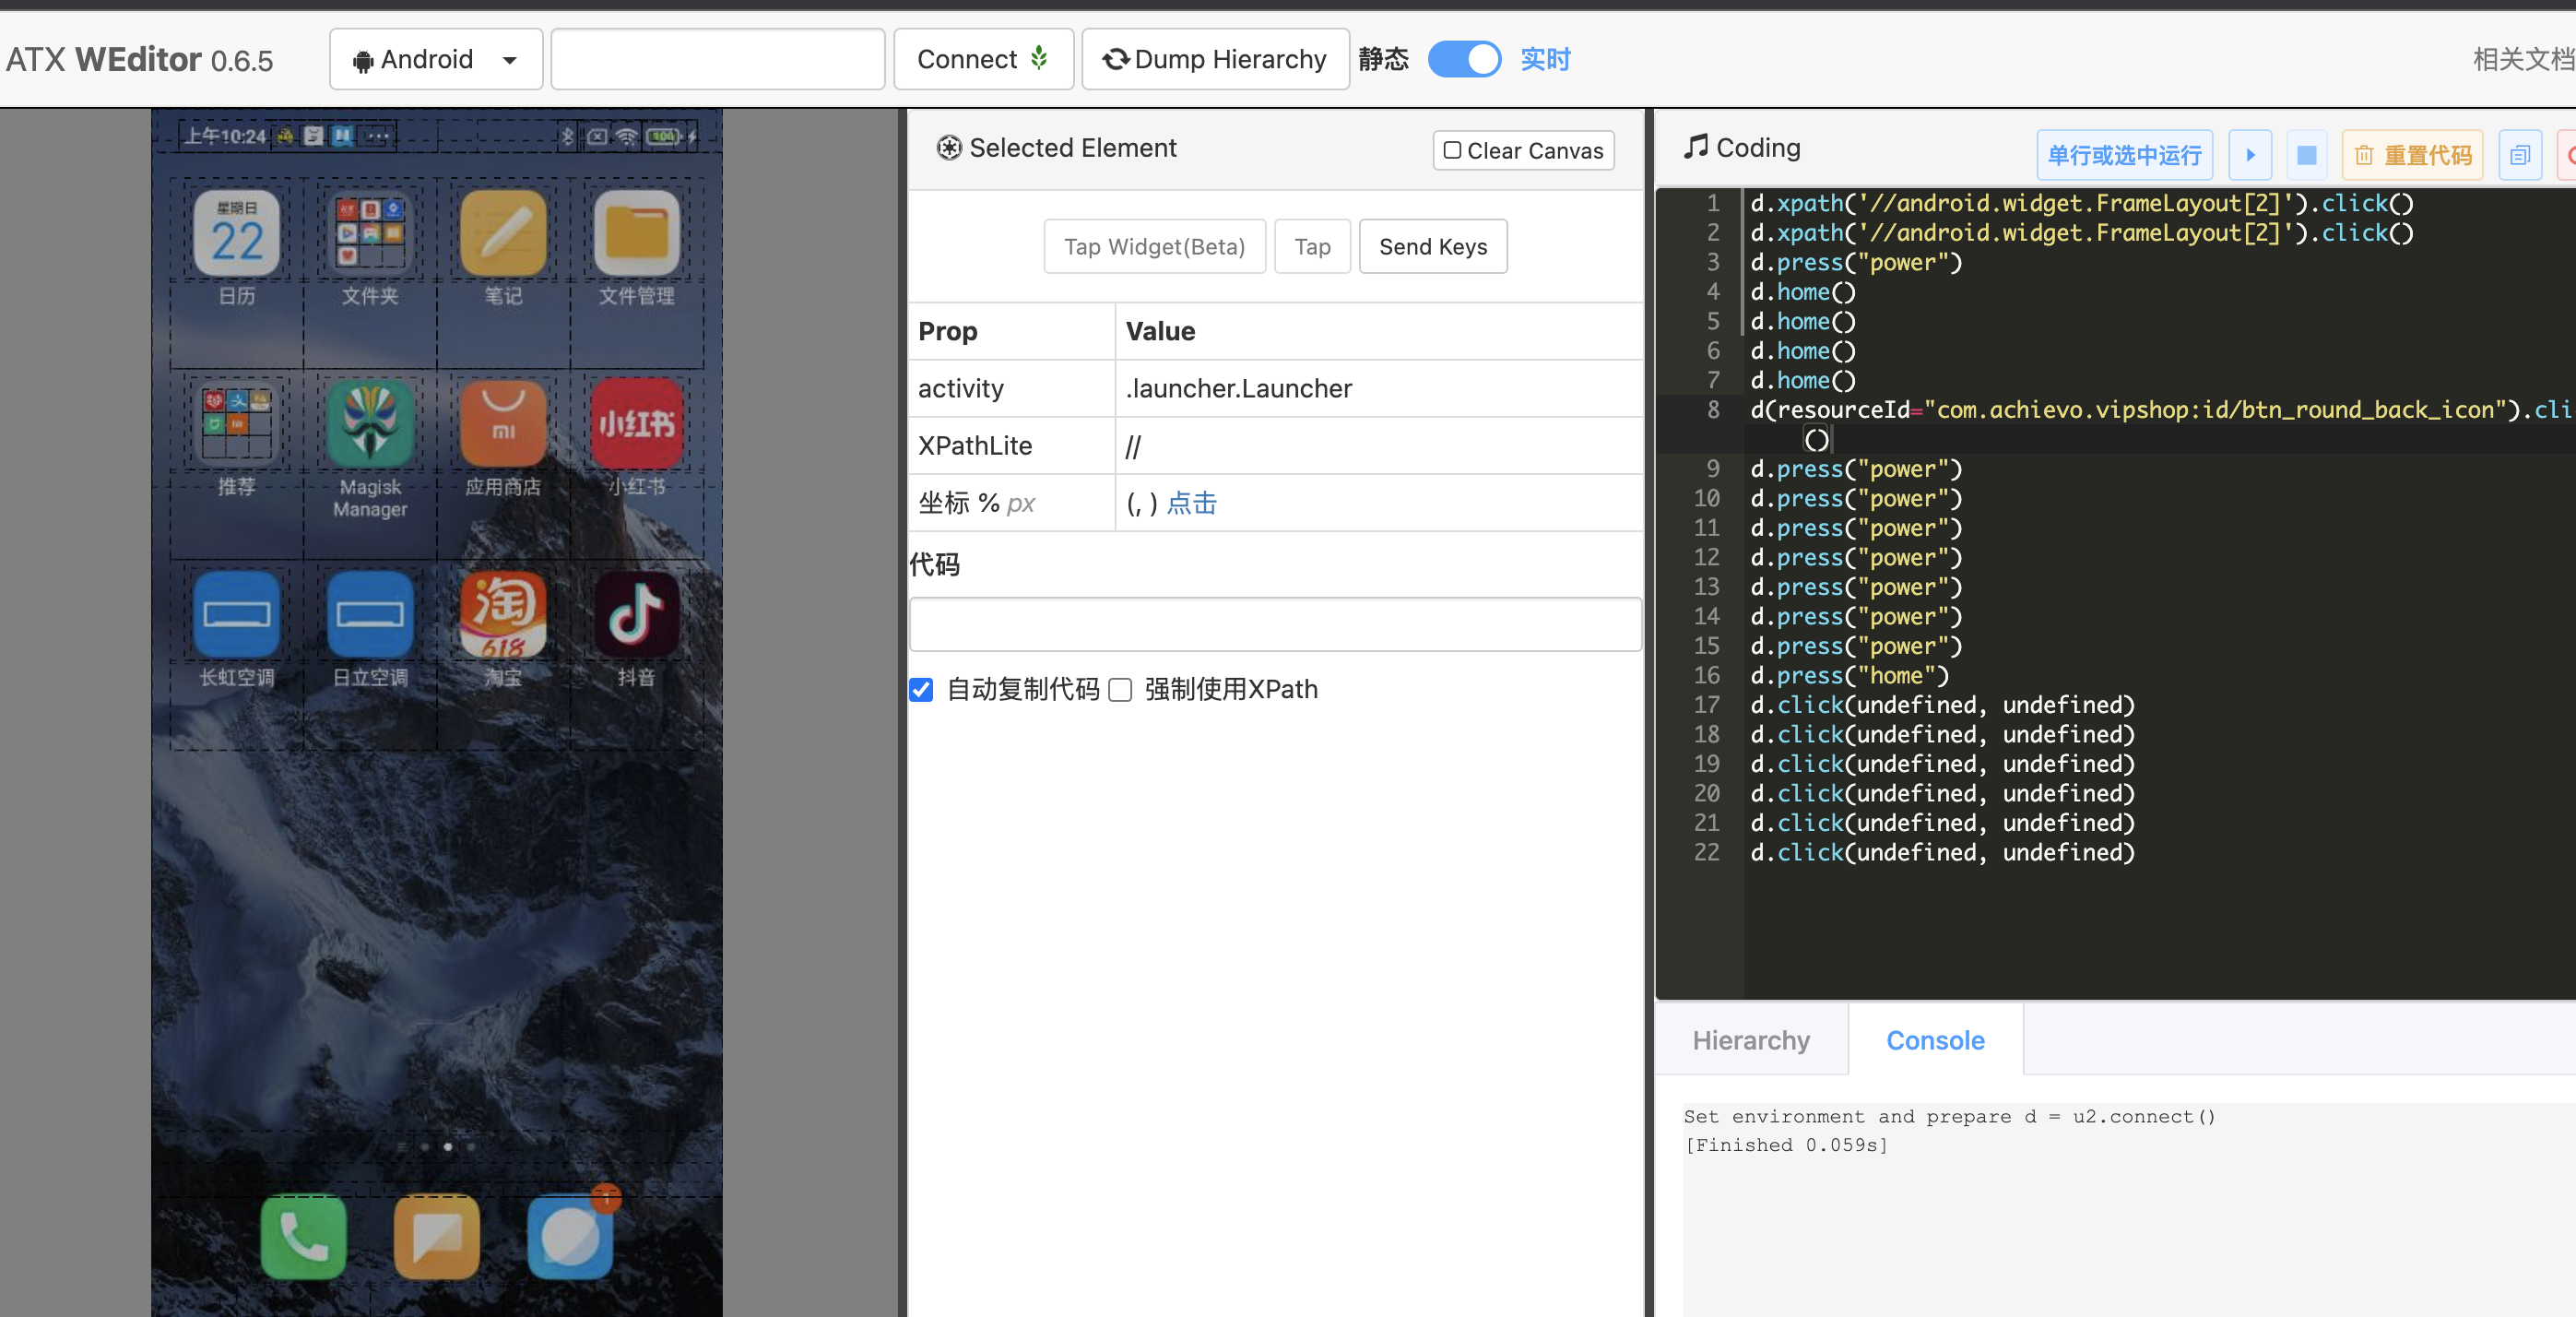 ATX WEditor 0.6.5
Android
Connect
Dump Hierarchy
静态
实时
相关文档
上午10:24
100
星期日
22
日历
文件夹
笔记
文件管理
小红书
推荐
Magisk
Manager
应用商店
小红书
淘
618
长虹空调
日立空调
淘宝
抖音
1
Selected Element
Clear Canvas
Tap Widget(Beta)
Tap
Send Keys
Prop Value
activity .launcher.Launcher
XPathLite //
坐标 % px (, ) 点击
代码
自动复制代码
强制使用XPath
Coding
单行或选中运行
重置代码
1 d.xpath('//android.widget.FrameLayout[2]').click()
2 d.xpath('//android.widget.FrameLayout[2]').click()
3 d.press("power")
4 d.home()
5 d.home()
6 d.home()
7 d.home()
8 d(resourceId="com.achievo.vipshop:id/btn_round_back_icon").cli
()
9 d.press("power")
10 d.press("power")
11 d.press("power")
12 d.press("power")
13 d.press("power")
14 d.press("power")
15 d.press("power")
16 d.press("home")
17 d.click(undefined, undefined)
18 d.click(undefined, undefined)
19 d.click(undefined, undefined)
20 d.click(undefined, undefined)
21 d.click(undefined, undefined)
22 d.click(undefined, undefined)
Hierarchy
Console
Set environment and prepare d = u2.connect()
[Finished 0.059s]